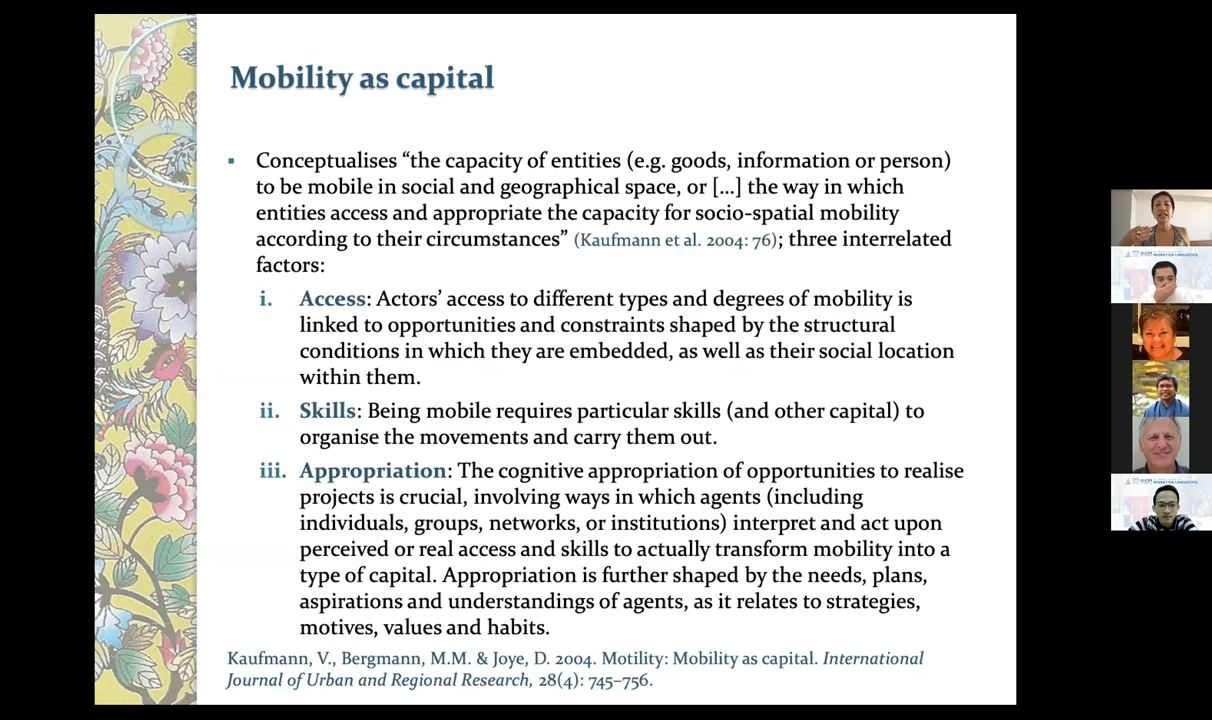 Mobility as capital
▪ Conceptualises “the capacity of entities (e.g. goods, information or person)
to be mobile in social and geographical space, or [...] the way in which
entities access and appropriate the capacity for socio-spatial mobility
according to their circumstances” (Kaufmann et al. 2004: 76); three interrelated
factors:
i. Access: Actors’ access to different types and degrees of mobility is
linked to opportunities and constraints shaped by the structural
conditions in which they are embedded, as well as their social location
within them.
ii. Skills: Being mobile requires particular skills (and other capital) to
organise the movements and carry them out.
iii. Appropriation: The cognitive appropriation of opportunities to realise
projects is crucial, involving ways in which agents (including
individuals, groups, networks, or institutions) interpret and act upon
perceived or real access and skills to actually transform mobility into a
type of capital. Appropriation is further shaped by the needs, plans,
aspirations and understandings of agents, as it relates to strategies,
motives, values and habits.
Kaufmann, V., Bergmann, M.M. & Joye, D. 2004. Motility: Mobility as capital. International
Journal of Urban and Regional Research, 28(4): 745–756.